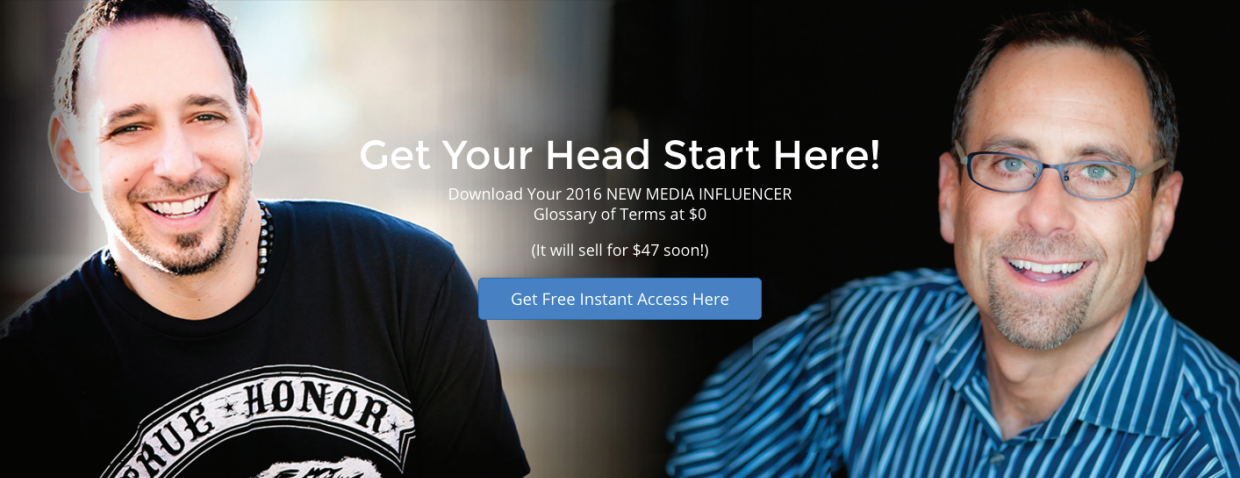 Get Your Head Start Here!
Download Your 2016 NEW MEDIA INFLUENCER
Glossary of Terms at $0
(It will sell for $47 soon!)
Get Free Instant Access Here
RUE ★ HONOR ★